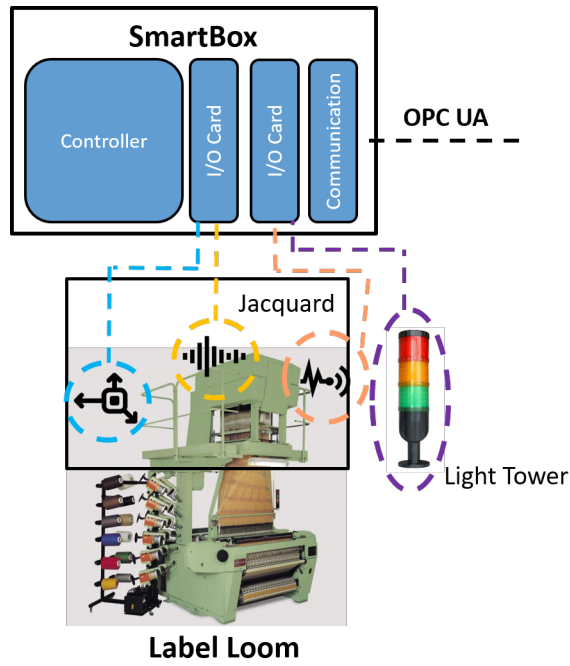 SmartBox
Controller
I/O Card
I/O Card
Communication
OPC UA
Jacquard
Light Tower
Label Loom